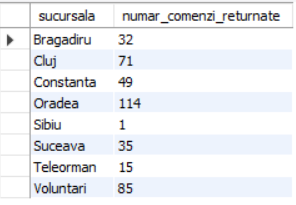 sucursala numar_comenzi_returnate
Bragadiru 32
Cluj 71
Constanta 49
Oradea 114
Sibiu 1
Suceava 35
Teleorman 15
Voluntari 85